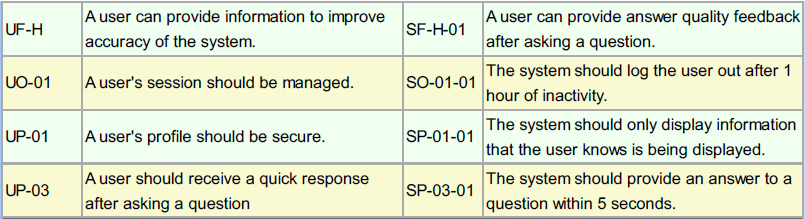 UF-H
A user can provide information to improve
accuracy of the system.
SF-H-01
A user can provide answer quality feedback
after asking a question.
UO-01
A user's session should be managed.
SO-01-01
The system should log the user out after 1
hour of inactivity.
UP-01
A user's profile should be secure.
SP-01-01
The system should only display information
that the user knows is being displayed.
UP-03
A user should receive a quick response
after asking a question
SP-03-01
The system should provide an answer to a
question within 5 seconds.